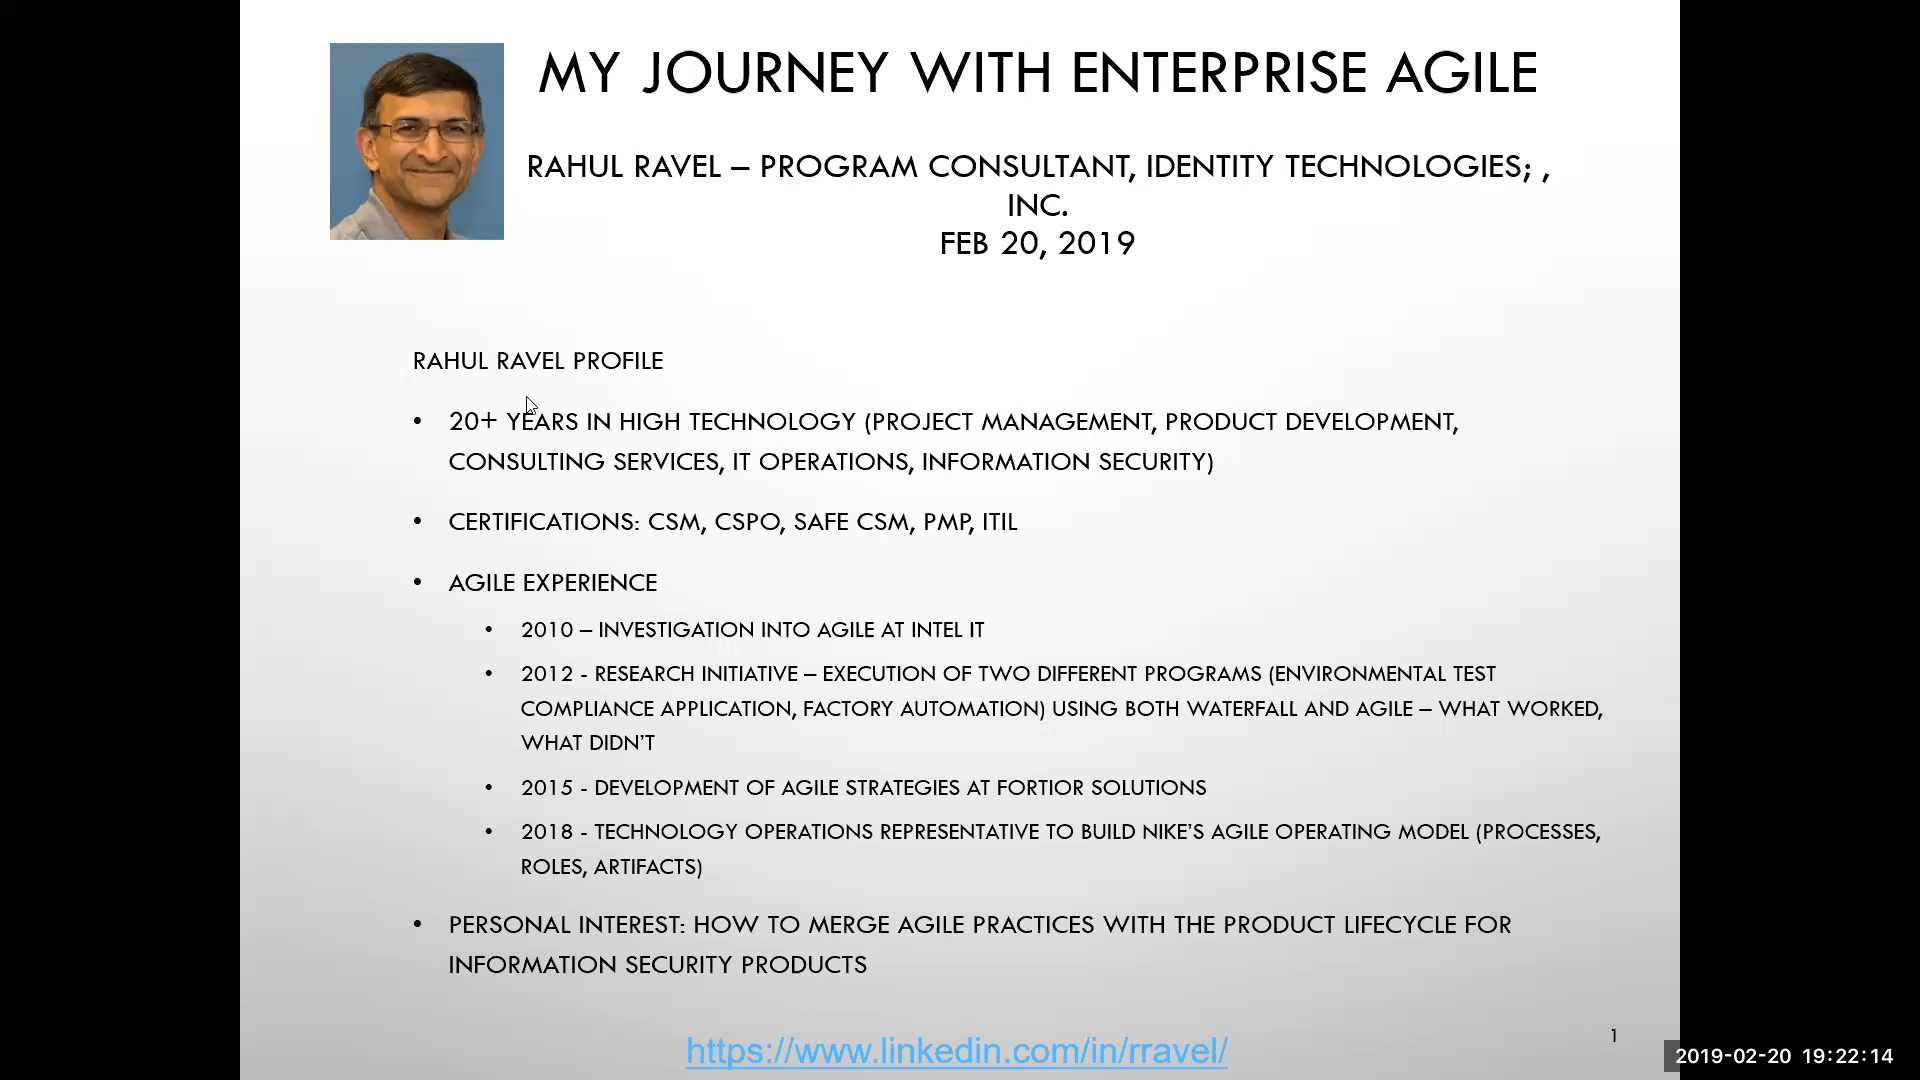 MY JOURNEY WITH ENTERPRISE AGILE
RAHUL RAVEL – PROGRAM CONSULTANT, IDENTITY TECHNOLOGIES; ,
INC.
FEB 20, 2019
RAHUL RAVEL PROFILE
• 20+ YEARS IN HIGH TECHNOLOGY (PROJECT MANAGEMENT, PRODUCT DEVELOPMENT,
CONSULTING SERVICES, IT OPERATIONS, INFORMATION SECURITY)
• CERTIFICATIONS: CSM, CSPO, SAFE CSM, PMP, ITIL
• AGILE EXPERIENCE
• 2010 – INVESTIGATION INTO AGILE AT INTEL IT
• 2012 - RESEARCH INITIATIVE – EXECUTION OF TWO DIFFERENT PROGRAMS (ENVIRONMENTAL TEST
COMPLIANCE APPLICATION, FACTORY AUTOMATION) USING BOTH WATERFALL AND AGILE – WHAT WORKED,
WHAT DIDN'T
• 2015 - DEVELOPMENT OF AGILE STRATEGIES AT FORTIOR SOLUTIONS
• 2018 - TECHNOLOGY OPERATIONS REPRESENTATIVE TO BUILD NIKE'S AGILE OPERATING MODEL (PROCESSES,
ROLES, ARTIFACTS)
• PERSONAL INTEREST: HOW TO MERGE AGILE PRACTICES WITH THE PRODUCT LIFECYCLE FOR
INFORMATION SECURITY PRODUCTS
https://www.linkedin.com/in/rravel/
1
2019-02-20 19:22:14